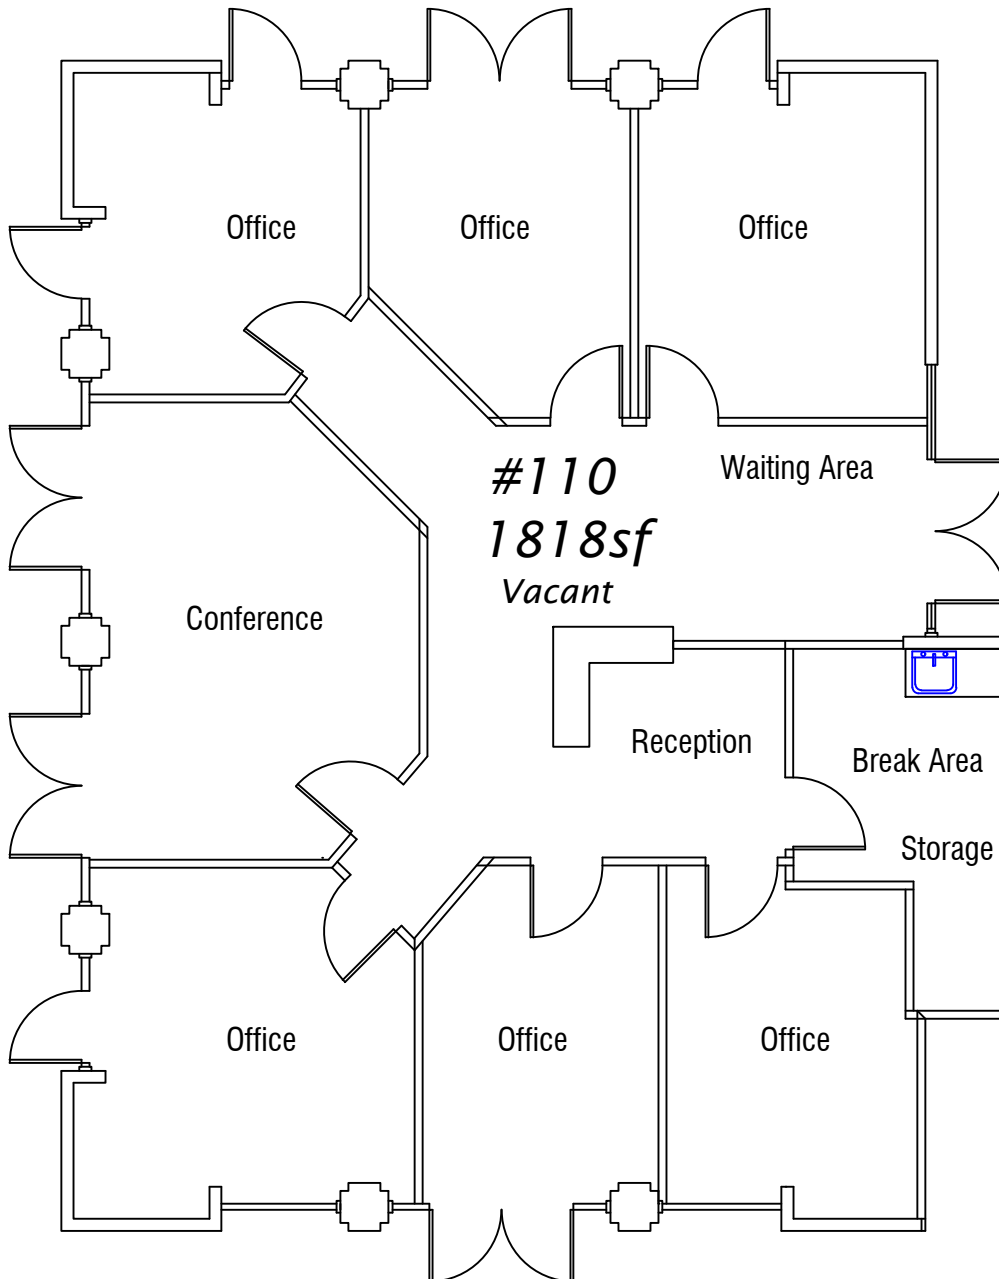 Office
Office
Office
#110
1818sf
Vacant
Waiting Area
Conference
Reception
Break Area
Storage
Office
Office
Office